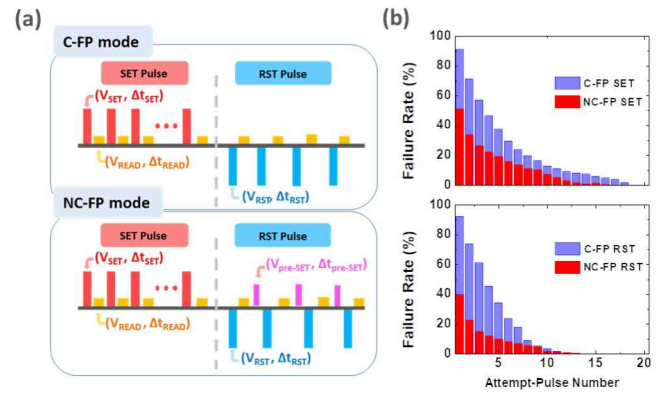 (a)
C-FP mode
SET Pulse
RST Pulse
(VSET, ΔtSET)
(VREAD, ΔtREAD)
(VRST, ΔtRST)
NC-FP mode
SET Pulse
RST Pulse
(VSET, ΔtSET)
(Vpre-SET, Δtpre-SET)
(VREAD, ΔtREAD)
(VRST, ΔtRST)
(b)
Failure Rate (%)
100
80
60
40
20
0
C-FP SET
NC-FP SET
Failure Rate (%)
100
80
60
40
20
0
C-FP RST
NC-FP RST
5 10 15 20
Attempt-Pulse Number